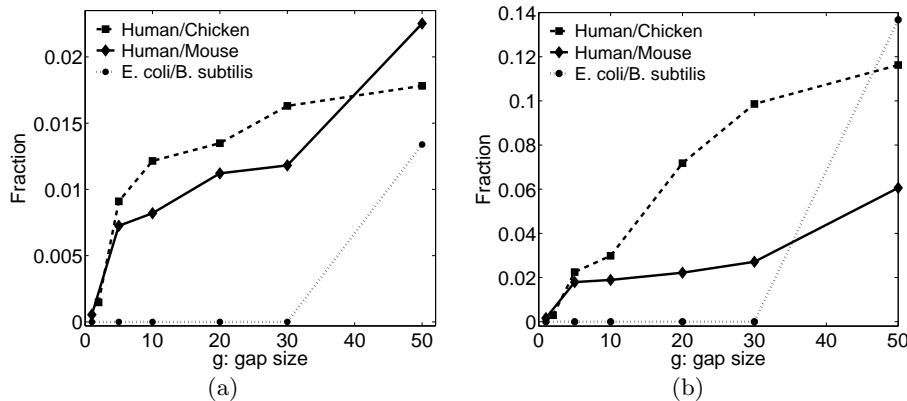 Human/Chicken
Human/Mouse
E. coli/B. subtilis
0.02
0.015
0.01
0.005
0
Fraction
0 10 20 30 40 50
g: gap size
(a)
0.14
Human/Chicken
Human/Mouse
E. coli/B. subtilis
0.12
0.1
0.08
0.06
0.04
0.02
0
Fraction
0 10 20 30 40 50
g: gap size
(b)